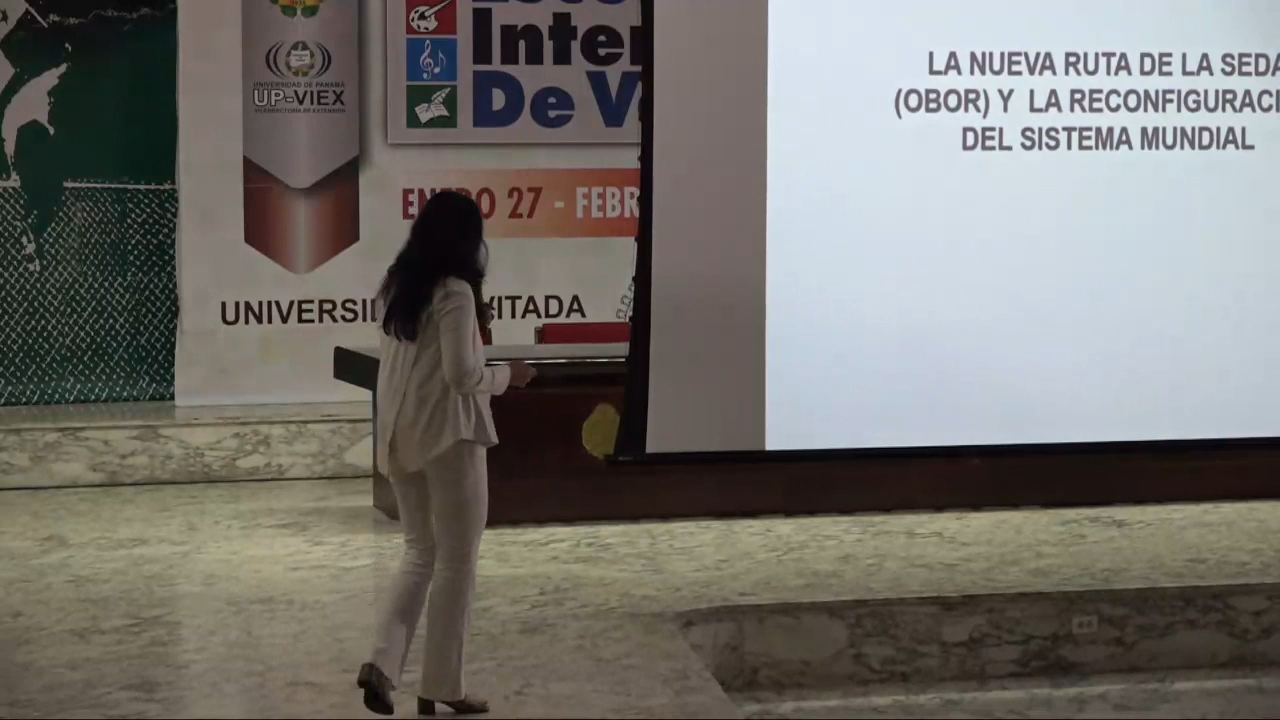 UNIVERSIDAD DE PANAMÁ
UP-VIEX
VICERRECTORÍA DE EXTENSIÓN
Inter
De V
ENERO 27 - FEBR
UNIVERSI
VITADA
LA NUEVA RUTA DE LA SEDA
(OBOR) Y LA RECONFIGURACI
DEL SISTEMA MUNDIAL